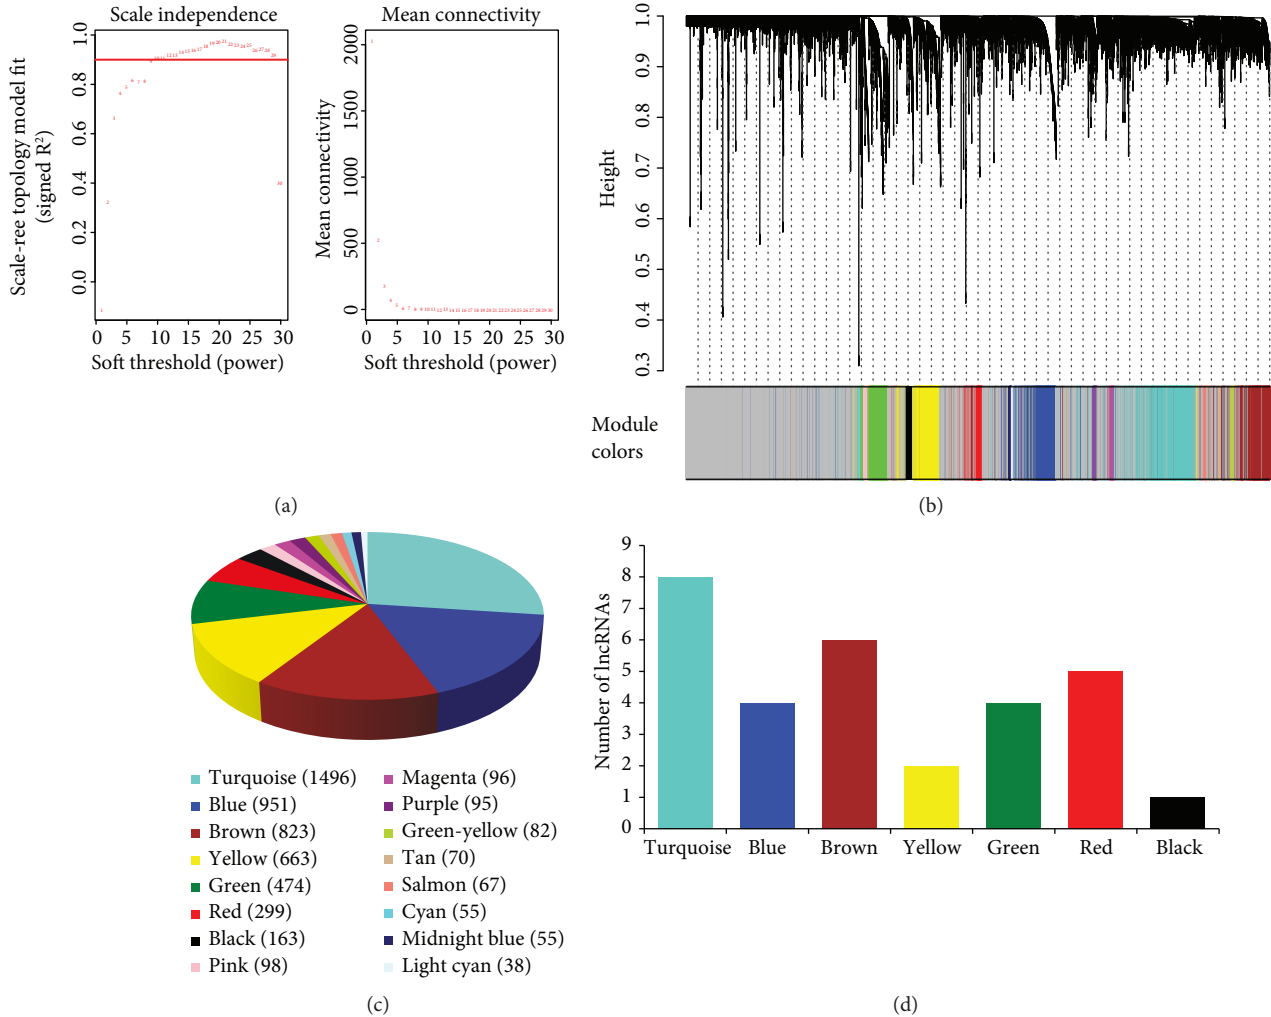 Scale independence
Mean connectivity
Scale-ree topology model fit
(signed R²)
0.0
0.2
0.4
0.6
0.8
1.0
0 5 10 15 20 25 30
Soft threshold (power)
Mean connectivity
0
500
1000
1500
2000
0 5 10 15 20 25 30
Soft threshold (power)
(a)
Height
1.0
0.9
0.8
0.7
0.6
0.5
0.4
0.3
Module
colors
(b)
Turquoise (1496)
Blue (951)
Brown (823)
Yellow (663)
Green (474)
Red (299)
Black (163)
Pink (98)
Magenta (96)
Purple (95)
Green-yellow (82)
Tan (70)
Salmon (67)
Cyan (55)
Midnight blue (55)
Light cyan (38)
(c)
Number of lncRNAs
9
8
7
6
5
4
3
2
1
0
Turquoise Blue Brown Yellow Green Red Black
(d)